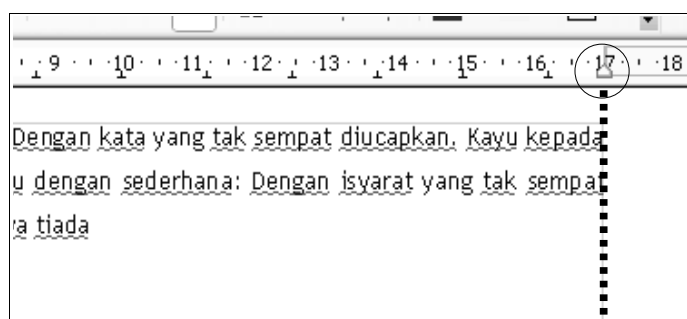 9 10 11 12 13 14 15 16 17 18
Dengan kata yang tak sempat diucapkan. Kayu kepada
u dengan sederhana: Dengan isyarat yang tak sempat
ya tiada